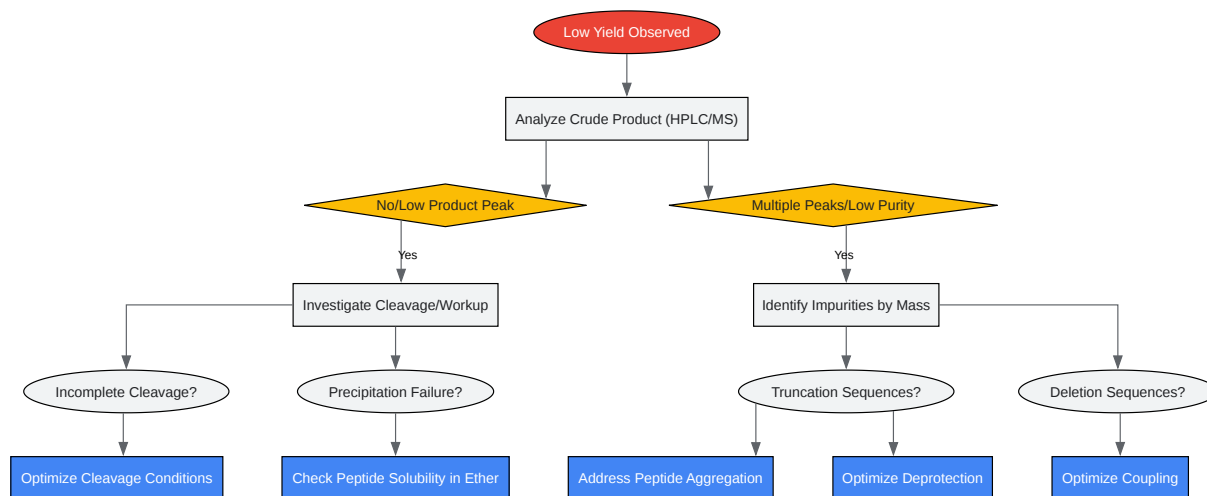 Low Yield Observed
Analyze Crude Product (HPLC/MS)
No/Low Product Peak
Multiple Peaks/Low Purity
Yes
Yes
Investigate Cleavage/Workup
Identify Impurities by Mass
Incomplete Cleavage?
Precipitation Failure?
Truncation Sequences?
Deletion Sequences?
Optimize Cleavage Conditions
Check Peptide Solubility in Ether
Address Peptide Aggregation
Optimize Deprotection
Optimize Coupling